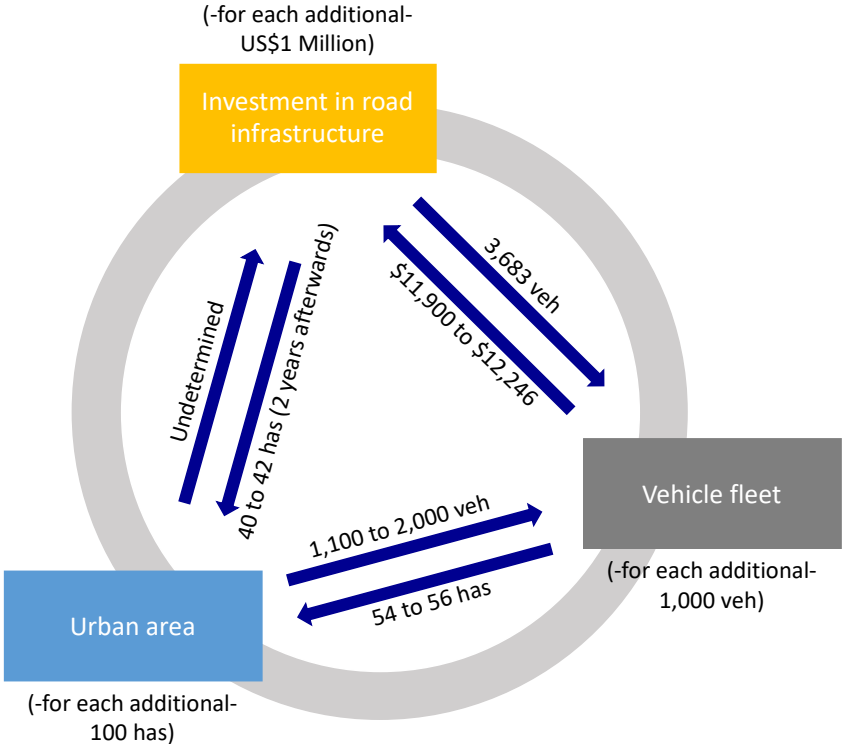 (-for each additional-
US$1 Million)
Investment in road
infrastructure
3,683 veh
$11,900 to $12,246
Undetermined
40 to 42 has (2 years afterwards)
Vehicle fleet
(-for each additional-
1,000 veh)
1,100 to 2,000 veh
54 to 56 has
Urban area
(-for each additional-
100 has)